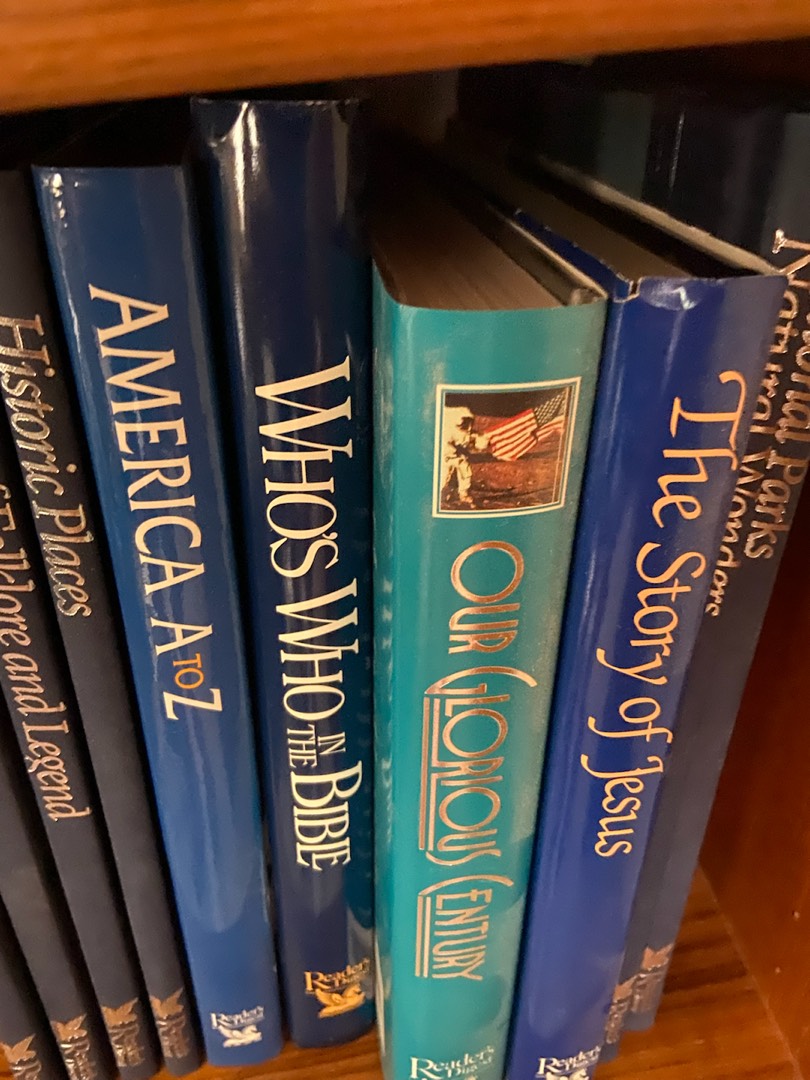 Folklore and Legend
Historic Places
AMERICA A TO Z
Reader's
Digest
WHO'S WHO IN THE BIBLE
Reader's
Digest
OUR GLORIOUS CENTURY
Reader's
Digest
The Story of Jesus
Reader's
Parks
Natural Wonders